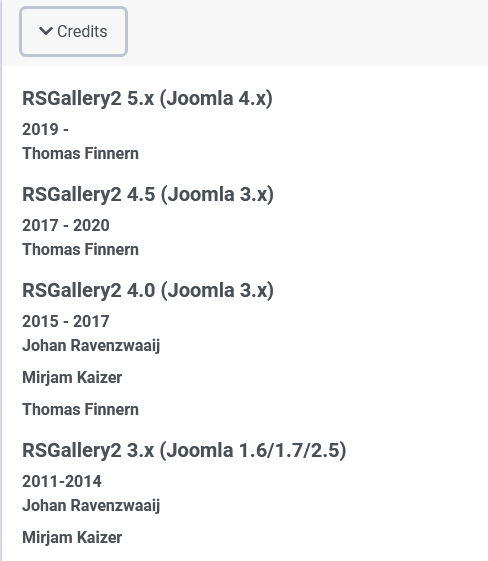 Credits
RSGallery2 5.x (Joomla 4.x)
2019 -
Thomas Finnern
RSGallery2 4.5 (Joomla 3.x)
2017 - 2020
Thomas Finnern
RSGallery2 4.0 (Joomla 3.x)
2015 - 2017
Johan Ravenzwaaij
Mirjam Kaizer
Thomas Finnern
RSGallery2 3.x (Joomla 1.6/1.7/2.5)
2011-2014
Johan Ravenzwaaij
Mirjam Kaizer